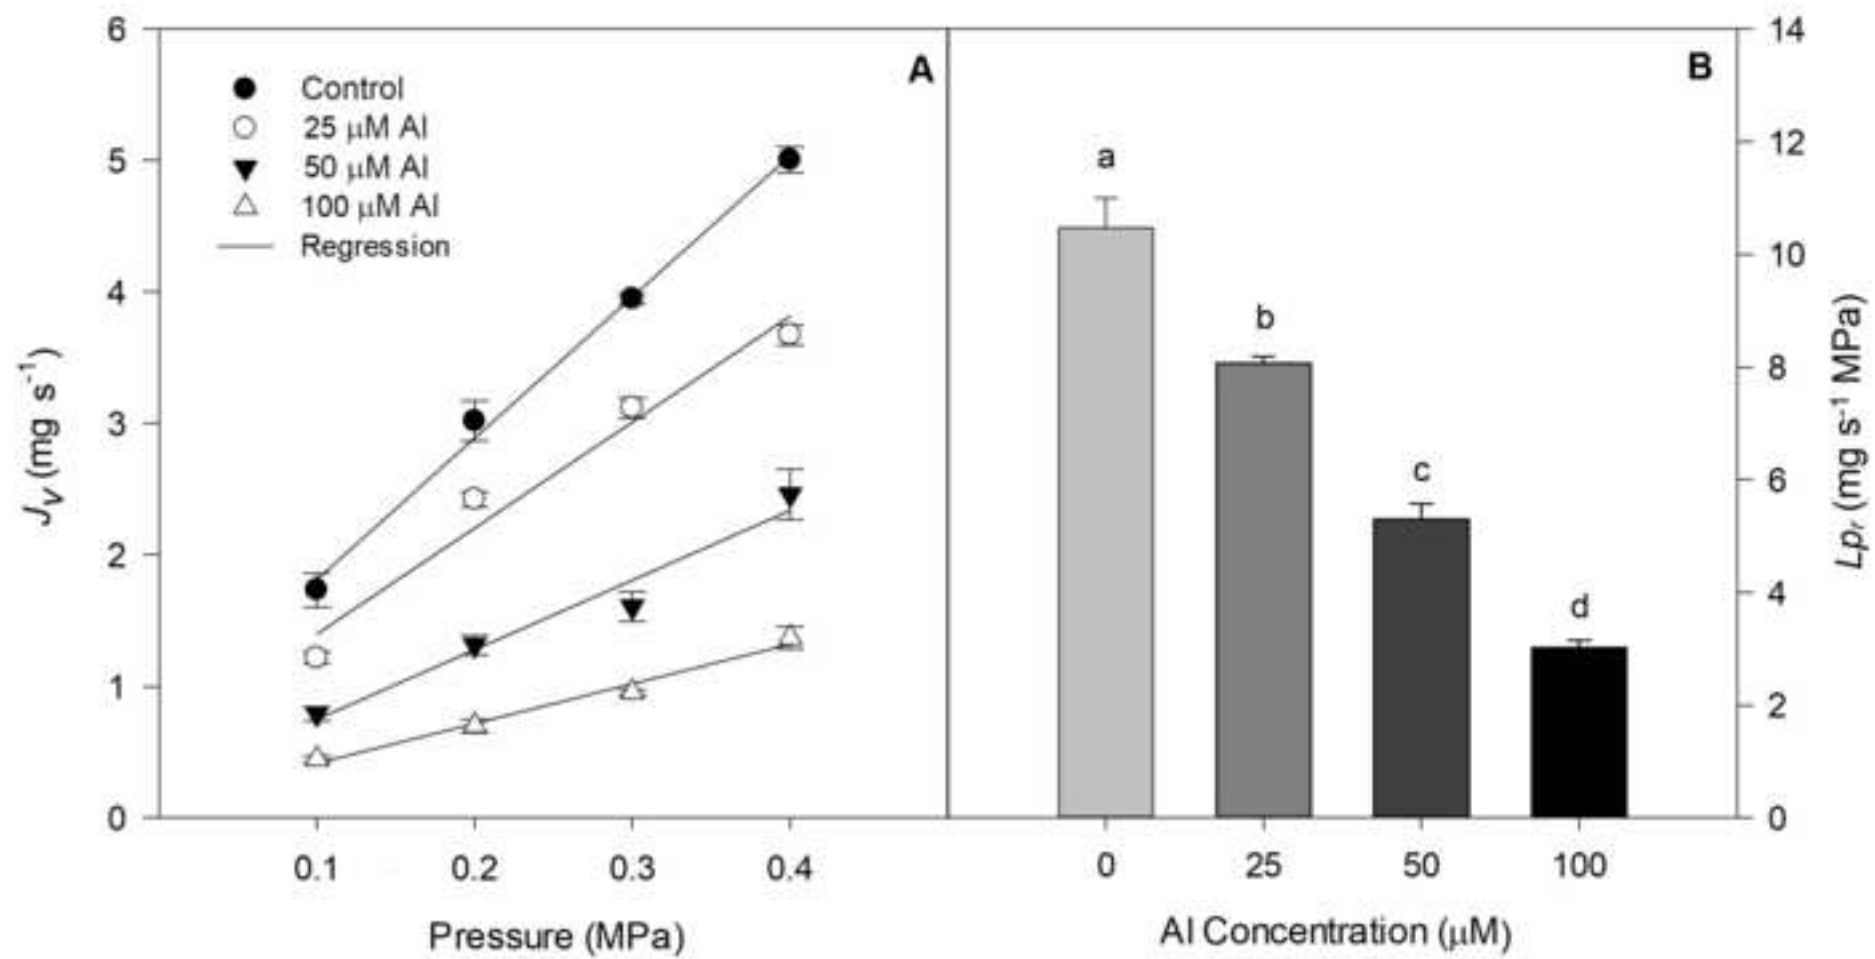 A
Control
25 μM Al
50 μM Al
100 μM Al
Regression
6
5
4
3
2
1
0
Jv (mg s-1)
0.1 0.2 0.3 0.4
Pressure (MPa)
B
a
b
c
d
14
12
10
8
6
4
2
0
Lpr (mg s-1 MPa)
0 25 50 100
Al Concentration (μM)